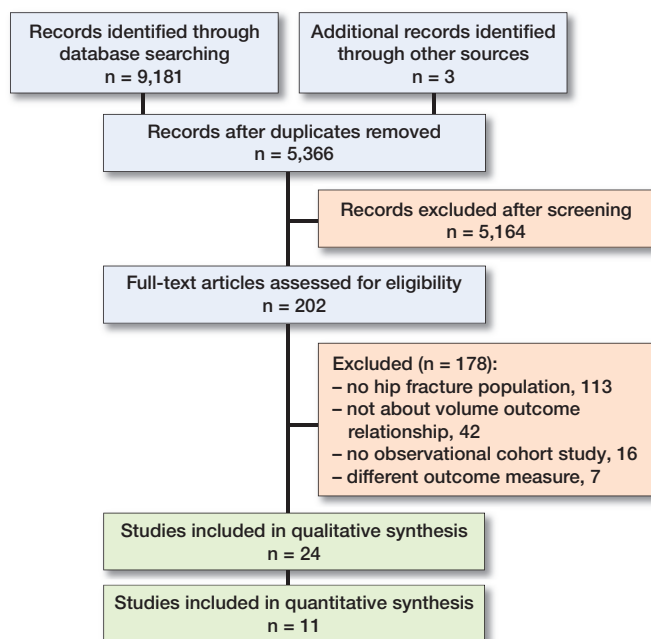 Records identified through
database searching
n = 9,181
Additional records identified
through other sources
n = 3
Records after duplicates removed
n = 5,366
Records excluded after screening
n = 5,164
Full-text articles assessed for eligibility
n = 202
Excluded (n = 178):
– no hip fracture population, 113
– not about volume outcome
relationship, 42
– no observational cohort study, 16
– different outcome measure, 7
Studies included in qualitative synthesis
n = 24
Studies included in quantitative synthesis
n = 11